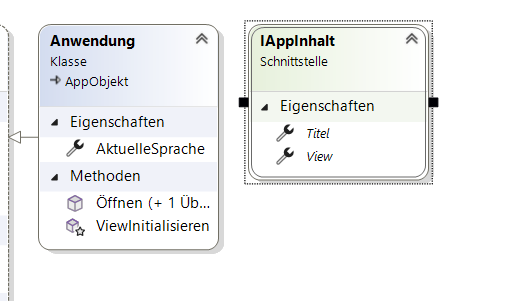 Anwendung
Klasse
AppObjekt
Eigenschaften
AktuelleSprache
Methoden
Öffnen (+ 1 Üb...
ViewInitialisieren
IAppInhalt
Schnittstelle
Eigenschaften
Titel
View